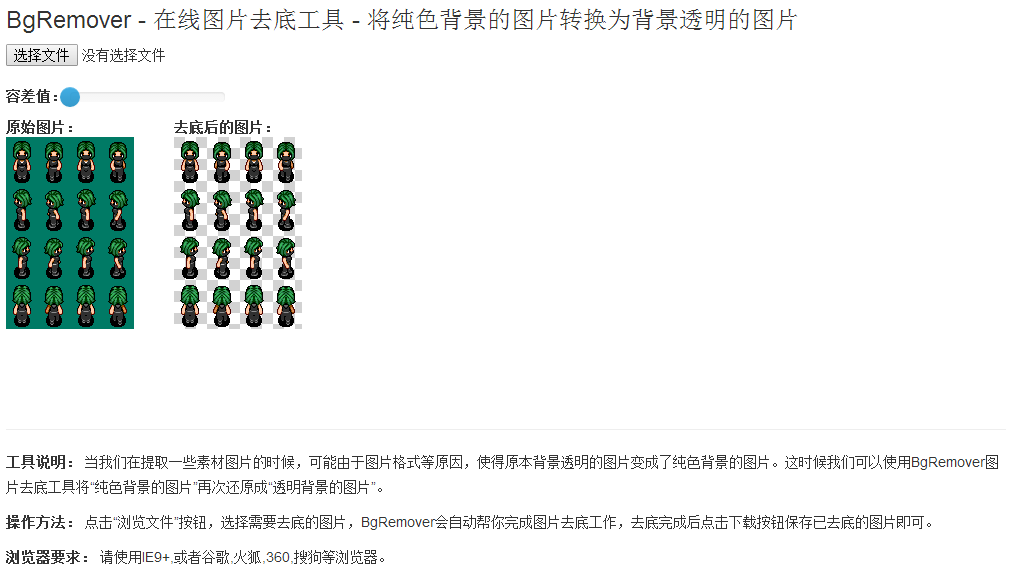 BgRemover - 在线图片去底工具 - 将纯色背景的图片转换为背景透明的图片
选择文件 没有选择文件
容差值：
原始图片： 去底后的图片：
工具说明： 当我们在提取一些素材图片的时候，可能由于图片格式等原因，使得原本背景透明的图片变成了纯色背景的图片。这时候我们可以使用BgRemover图
片去底工具将“纯色背景的图片”再次还原成“透明背景的图片”。
操作方法： 点击“浏览文件”按钮，选择需要去底的图片，BgRemover会自动帮你完成图片去底工作，去底完成后点击下载按钮保存已去底的图片即可。
浏览器要求： 请使用IE9+,或者谷歌,火狐,360,搜狗等浏览器。